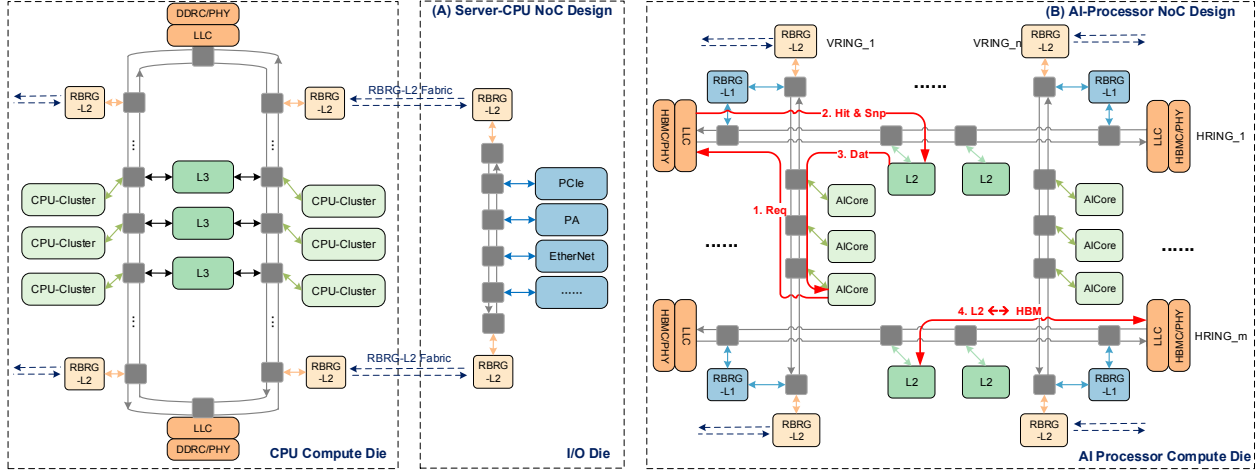 (A) Server-CPU NoC Design
DDRC/PHY
LLC
RBRG
-L2
RBRG
-L2
RBRG-L2 Fabric
RBRG
-L2
...
...
CPU-Cluster
L3
CPU-Cluster
CPU-Cluster
L3
CPU-Cluster
CPU-Cluster
L3
CPU-Cluster
...
...
PCIe
PA
EtherNet
......
RBRG
-L2
RBRG
-L2
RBRG-L2 Fabric
RBRG
-L2
LLC
DDRC/PHY
CPU Compute Die
I/O Die
(B) AI-Processor NoC Design
RBRG
-L2
VRING_1
VRING_n
RBRG
-L2
RBRG
-L1
......
RBRG
-L1
HBMC/PHY
LLC
2. Hit & Snp
LLC
HBMC/PHY
HRING_1
3. Dat
L2
L2
1. Req
AICore
AICore
AICore
AICore
AICore
AICore
......
......
......
4. L2 HBM
HBMC/PHY
LLC
LLC
HBMC/PHY
HRING_m
RBRG
-L1
L2
L2
RBRG
-L1
RBRG
-L2
RBRG
-L2
AI Processor Compute Die